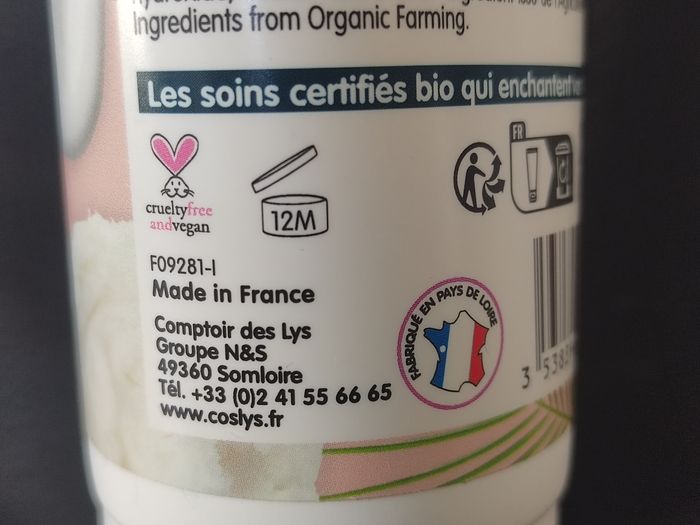 Ingredients from Organic Farming.
Les soins certifiés bio qui enchantent
crueltyfree
andvegan
12M
FR
F09281-I
Made in France
Comptoir des Lys
Groupe N&S
49360 Somloire
Tél. +33 (0)2 41 55 66 65
www.coslys.fr
FABRIQUÉ EN PAYS DE LOIRE
3 5383